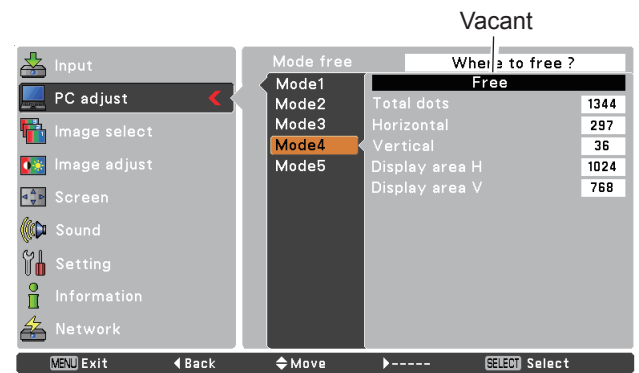 Vacant
Input
PC adjust
Image select
Image adjust
Screen
Sound
Setting
Information
Network
Mode free
Where to free ?
Mode1
Mode2
Mode3
Mode4
Mode5
Free
Total dots 1344
Horizontal 297
Vertical 36
Display area H 1024
Display area V 768
MENU Exit Back Move ----- SELECT Select